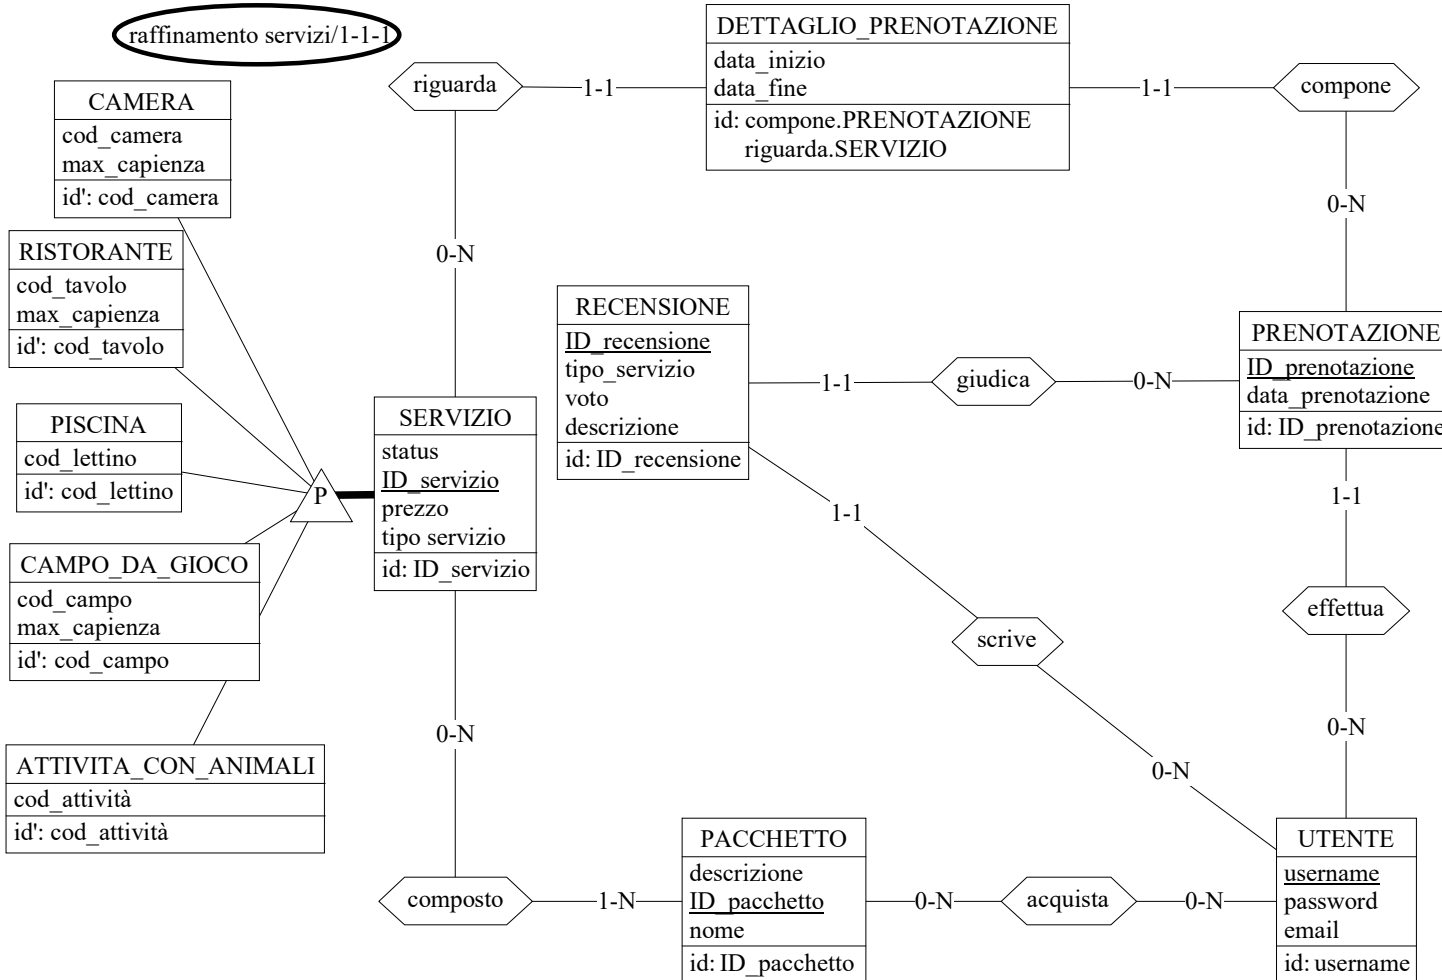 raffinamento servizi/1-1-1
DETTAGLIO_PRENOTAZIONE
data_inizio
data_fine
id: compone.PRENOTAZIONE
riguarda.SERVIZIO
riguarda
1-1
1-1
compone
CAMERA
cod_camera
max_capienza
id': cod_camera
0-N
0-N
RISTORANTE
cod_tavolo
max_capienza
id': cod_tavolo
RECENSIONE
ID_recensione
tipo_servizio
voto
descrizione
id: ID_recensione
1-1
giudica
0-N
PRENOTAZIONE
ID_prenotazione
data_prenotazione
id: ID_prenotazione
PISCINA
cod_lettino
id': cod_lettino
P
SERVIZIO
status
ID_servizio
prezzo
tipo servizio
id: ID_servizio
1-1
1-1
CAMPO_DA_GIOCO
cod_campo
max_capienza
id': cod_campo
scrive
effettua
0-N
0-N
0-N
ATTIVITA_CON_ANIMALI
cod_attività
id': cod_attività
composto
1-N
PACCHETTO
descrizione
ID_pacchetto
nome
id: ID_pacchetto
0-N
acquista
0-N
UTENTE
username
password
email
id: username